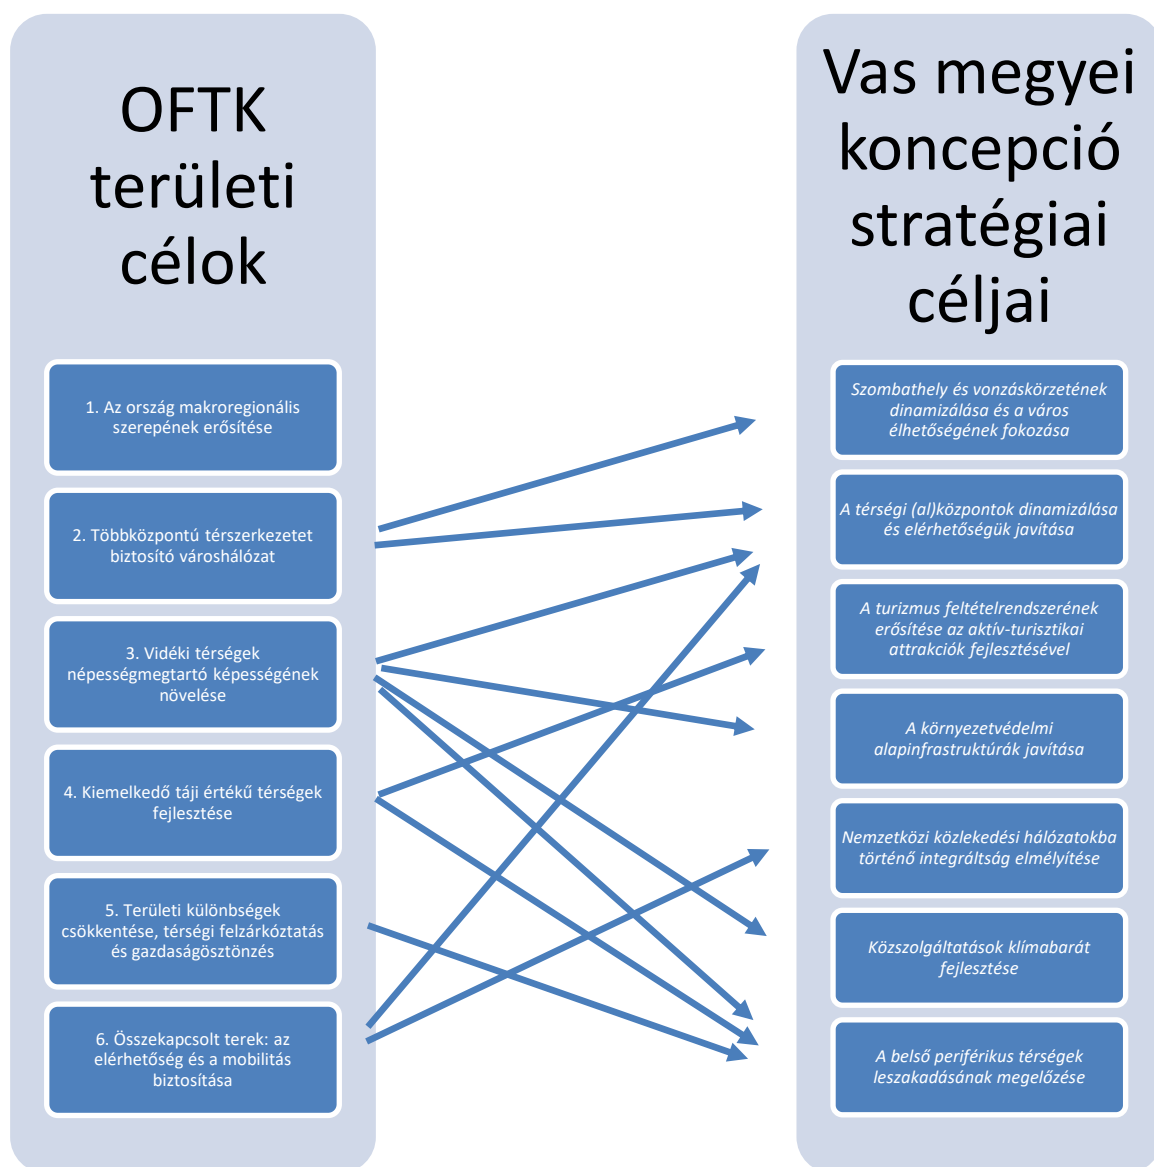 OFTK
területi
célok
1. Az ország makroregionális
szerepének erősítése
2. Többközpontú térszerkezetet
biztosító városhálózat
3. Vidéki térségek
népességmegtartó képességének
növelése
4. Kiemelkedő táji értékű térségek
fejlesztése
5. Területi különbségek
csökkentése, térségi felzárkóztatás
és gazdaságösztönzés
6. Összekapcsolt terek: az
elérhetőség és a mobilitás
biztosítása
Vas megyei
koncepció
stratégiai
céljai
Szombathely és vonzáskörzetének
dinamizálása és a város
élhetőségének fokozása
A térségi (al)központok dinamizálása
és elérhetőségük javítása
A turizmus feltételrendszerének
erősítése az aktív-turisztikai
attrakciók fejlesztésével
A környezetvédelmi
alapinfrastruktúrák javítása
Nemzetközi közlekedési hálózatokba
történő integráltság elmélyítése
Közszolgáltatások klímabarát
fejlesztése
A belső periférikus térségek
leszakadásának megelőzése